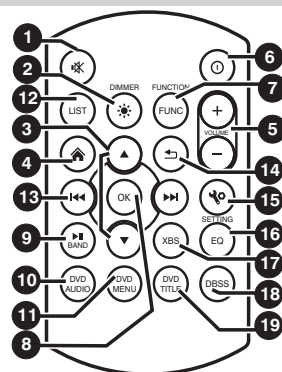 1
6
2
DIMMER
FUNCTION
7
12
LIST
FUNC
+
3
VOLUME
5
4
−
14
13
OK
15
SETTING
16
9
BAND
XBS
EQ
17
10
DVD
AUDIO
DVD
MENU
DVD
TITLE
DBSS
18
11
19
8